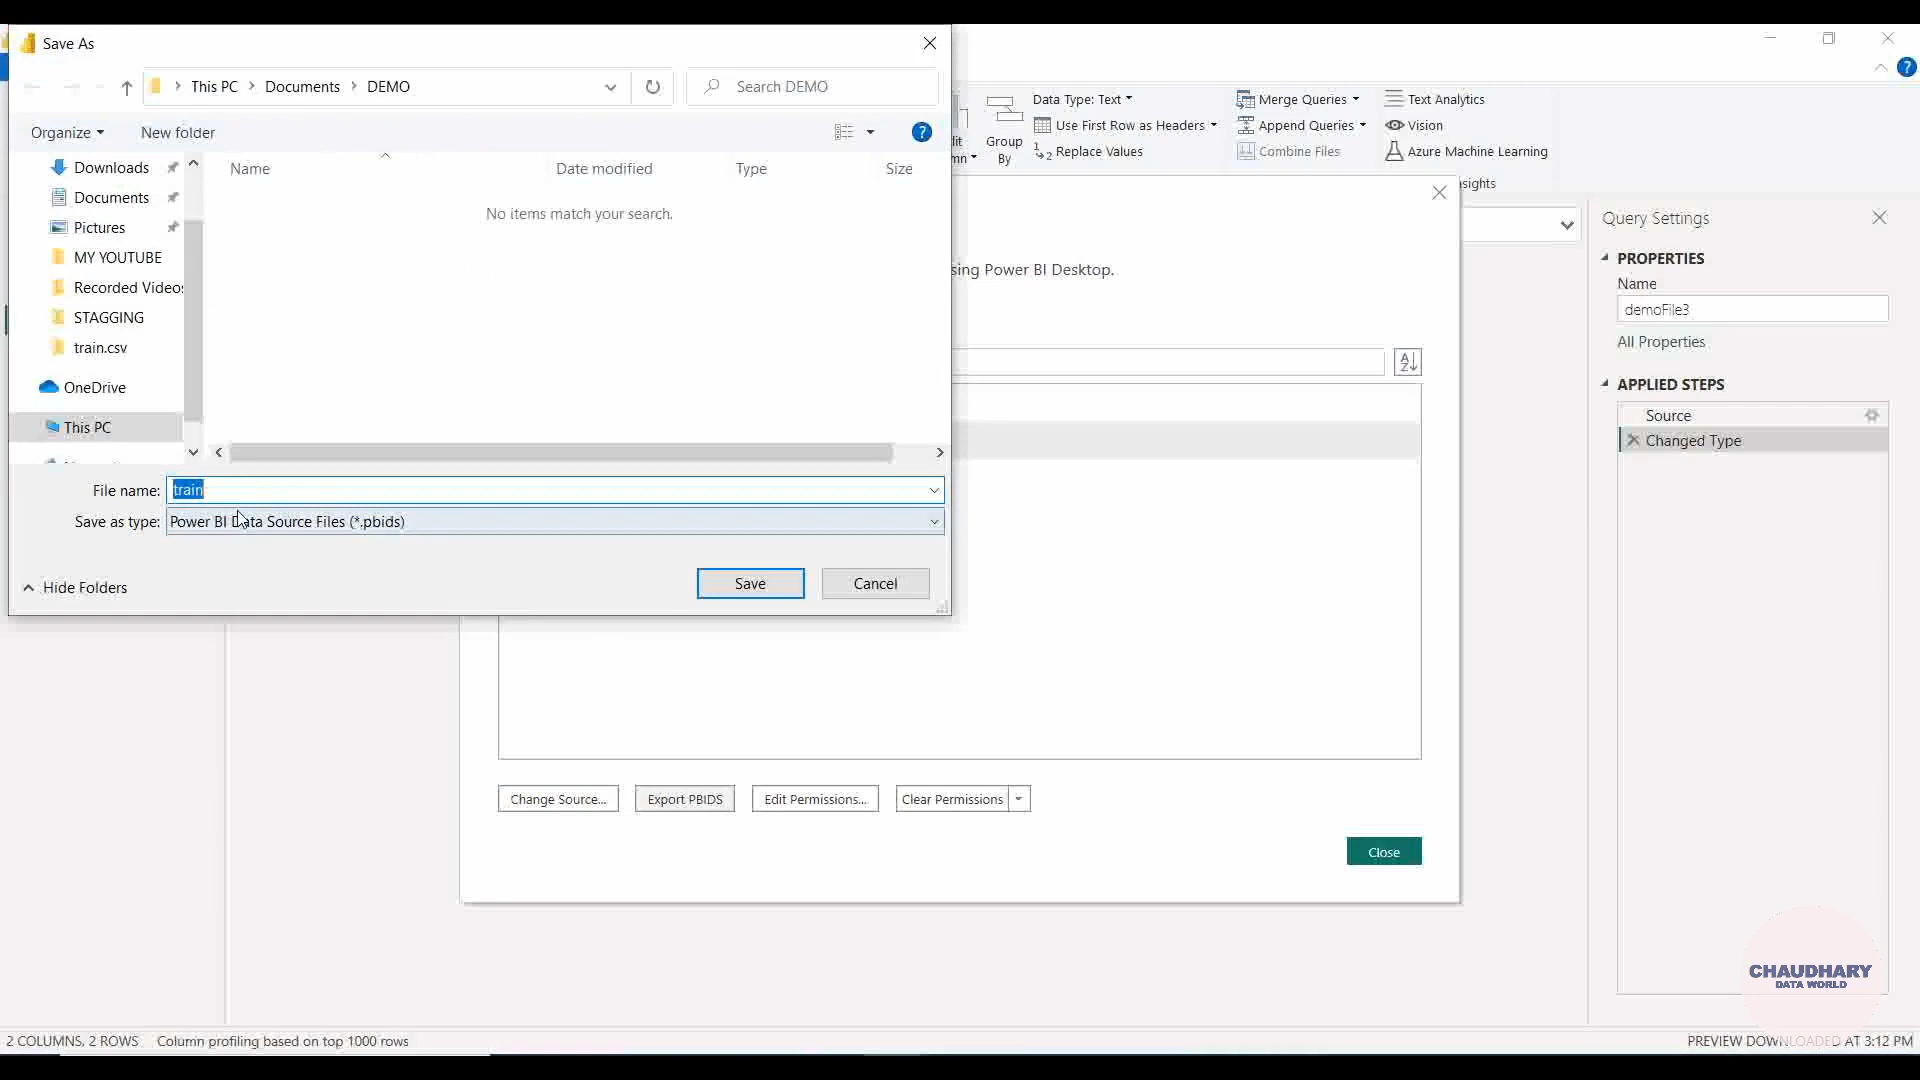 Save As
This PC > Documents > DEMO
Search DEMO
Organize
New folder
Downloads
Documents
Pictures
MY YOUTUBE
Recorded Videos
STAGGING
train.csv
OneDrive
This PC
Name
Date modified
Type
Size
No items match your search.
File name: train
Save as type: Power BI Data Source Files (*.pbids)
Hide Folders
Save
Cancel
Group By
Data Type: Text
Use First Row as Headers
Replace Values
Merge Queries
Append Queries
Combine Files
Text Analytics
Vision
Azure Machine Learning
sing Power BI Desktop.
Change Source...
Export PBIDS
Edit Permissions...
Clear Permissions
Close
Query Settings
PROPERTIES
Name
demoFile3
All Properties
APPLIED STEPS
Source
Changed Type
CHAUDHARY
DATA WORLD
2 COLUMNS, 2 ROWS
Column profiling based on top 1000 rows
PREVIEW DOWNLOADED AT 3:12 PM